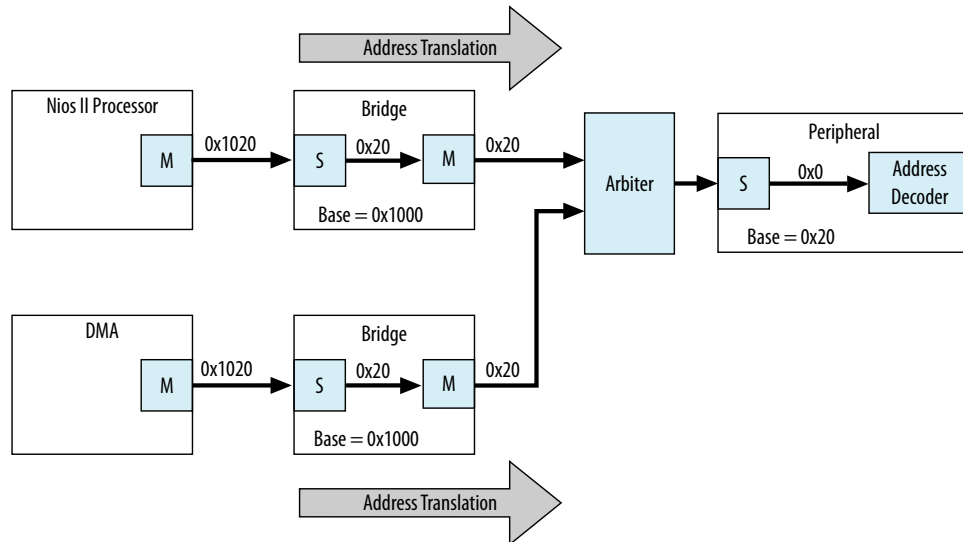 Address Translation
Nios II Processor
M
0x1020
Bridge
S
0x20
M
Base = 0x1000
0x20
Arbiter
Peripheral
S
0x0
Address
Decoder
Base = 0x20
DMA
M
0x1020
Bridge
S
0x20
M
Base = 0x1000
0x20
Address Translation